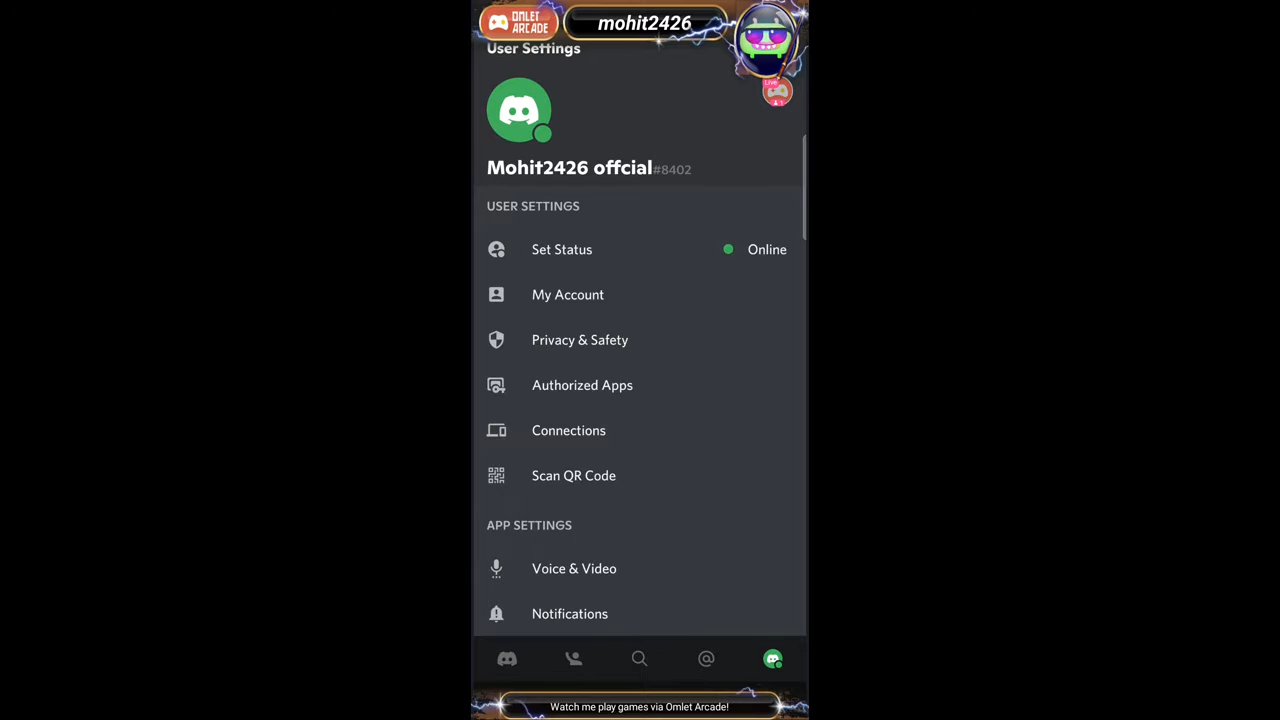 OMLET
ARCADE
mohit2426
User Settings
Live
Mohit2426 offcial#8402
USER SETTINGS
Set Status
Online
My Account
Privacy & Safety
Authorized Apps
Connections
Scan QR Code
APP SETTINGS
Voice & Video
Notifications
Watch me play games via Omlet Arcade!